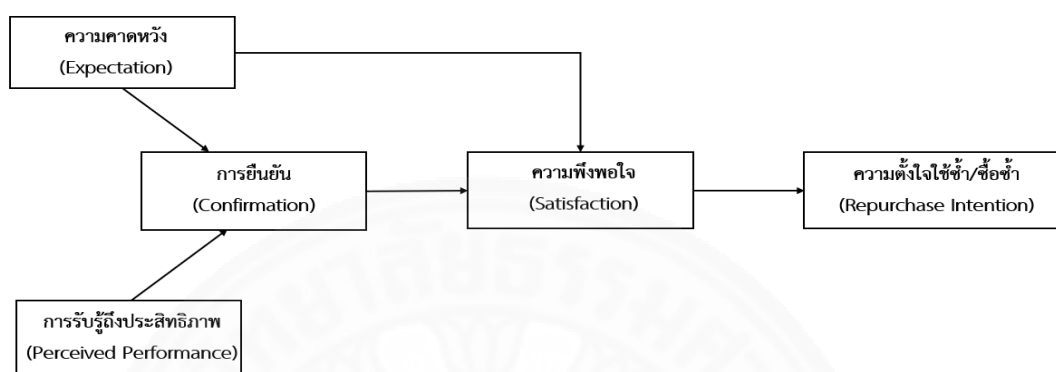 ความคาดหวัง
(Expectation)
การยืนยัน
(Confirmation)
ความพึงพอใจ
(Satisfaction)
ความตั้งใจใช้ซ้ำ/ซื้อซ้ำ
(Repurchase Intention)
การรับรู้ถึงประสิทธิภาพ
(Perceived Performance)